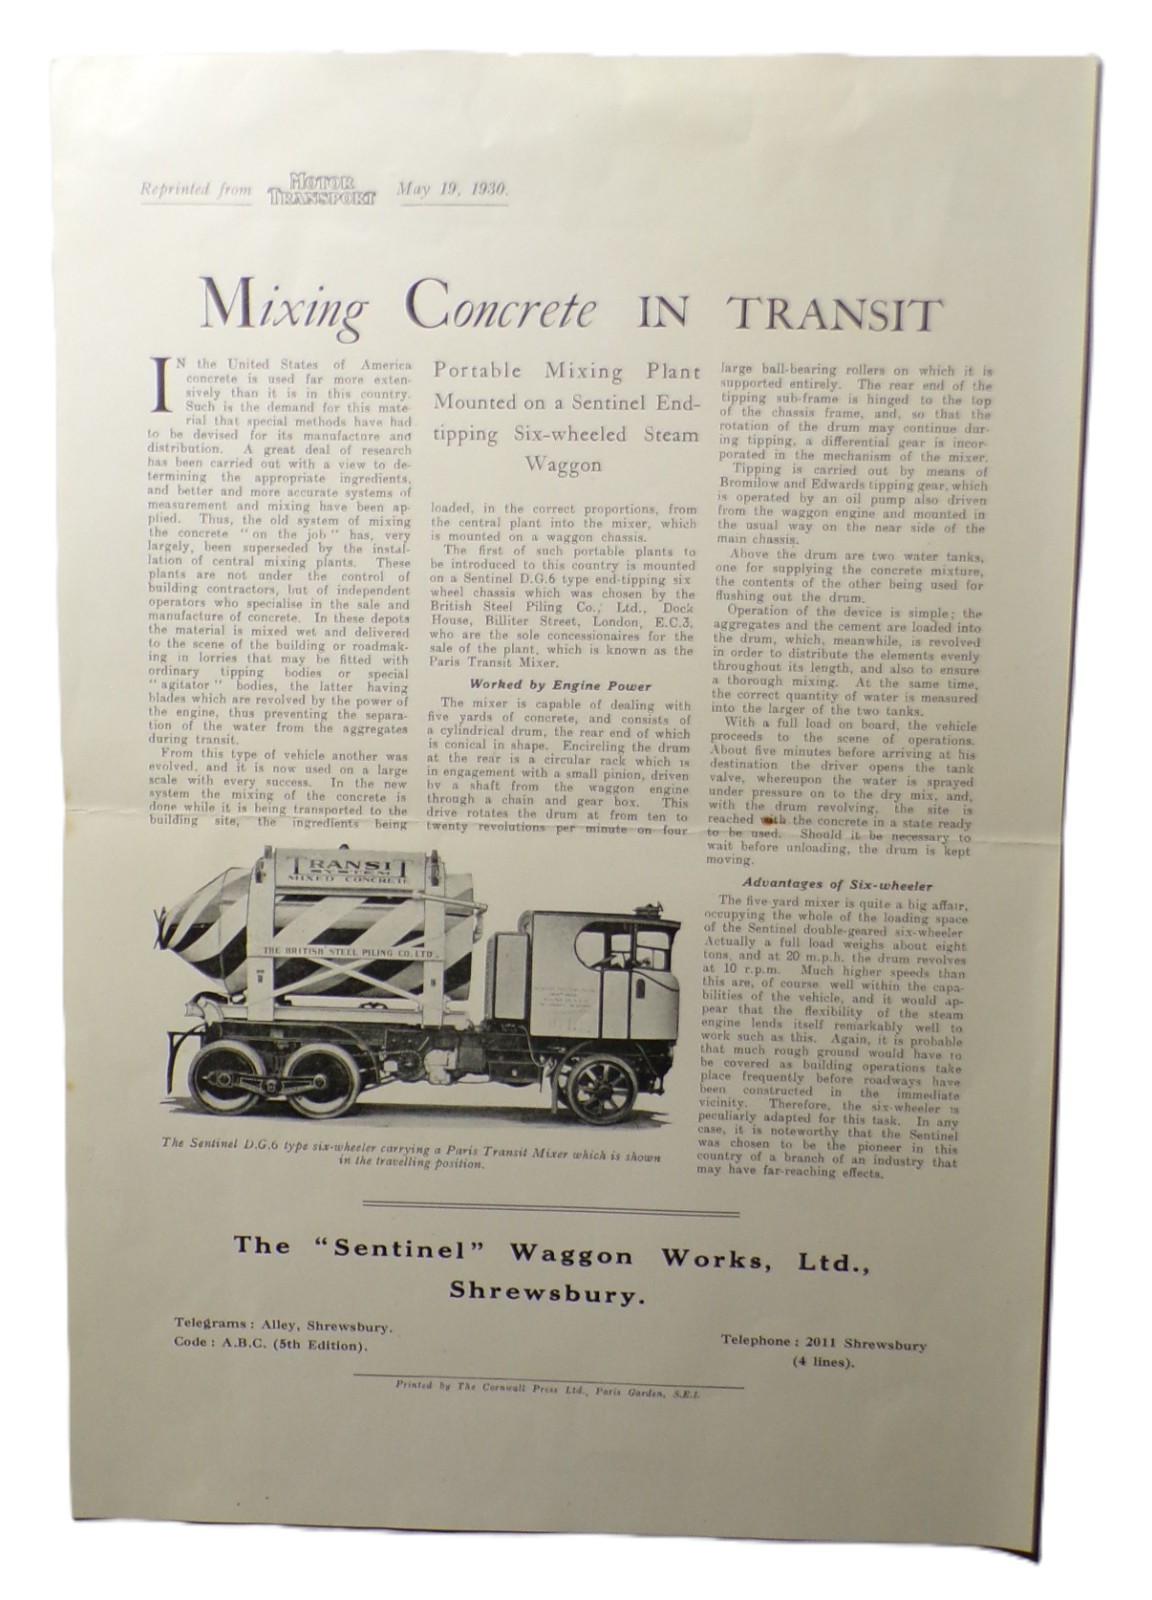 Reprinted from MOTOR TRANSPORT May 19, 1930.
Mixing Concrete IN TRANSIT
IN the United States of America
concrete is used far more exten-
sively than it is in this country.
Such is the demand for this mate-
rial that special methods have had
to be devised for its manufacture and
distribution. A great deal of research
has been carried out with a view to de-
termining the appropriate ingredients,
and better and more accurate systems of
measurement and mixing have been ap-
plied. Thus, the old system of mixing
the concrete "on the job" has, very
largely, been superseded by the instal-
lation of central mixing plants. These
plants are not under the control of
building contractors, but of independent
operators who specialise in the sale and
manufacture of concrete. In these depots
the material is mixed wet and delivered
to the scene of the building or roadmak-
ing in lorries that may be fitted with
ordinary tipping bodies or special
"agitator" bodies, the latter having
blades which are revolved by the power of
the engine, thus preventing the separa-
tion of the water from the aggregates
during transit.
From this type of vehicle another was
evolved, and it is now used on a large
scale with every success. In the new
system the mixing of the concrete is
done while it is being transported to the
building site, the ingredients being
Portable Mixing Plant
Mounted on a Sentinel End-
tipping Six-wheeled Steam
Waggon
loaded, in the correct proportions, from
the central plant into the mixer, which
is mounted on a waggon chassis.
The first of such portable plants to
be introduced to this country is mounted
on a Sentinel D.G.6 type end-tipping six
wheel chassis which was chosen by the
British Steel Piling Co., Ltd., Dock
House, Billiter Street, London, E.C.3,
who are the sole concessionaires for the
sale of the plant, which is known as the
Paris Transit Mixer.
Worked by Engine Power
The mixer is capable of dealing with
five yards of concrete, and consists of
a cylindrical drum, the rear end of which
is conical in shape. Encircling the drum
at the rear is a circular rack which is
in engagement with a small pinion, driven
by a shaft from the waggon engine
through a chain and gear box. This
drive rotates the drum at from ten to
twenty revolutions per minute on four
large ball-bearing rollers on which it is
supported entirely. The rear end of the
tipping sub-frame is hinged to the top
of the chassis frame, and, so that the
rotation of the drum may continue dur-
ing tipping, a differential gear is incor-
porated in the mechanism of the mixer.
Tipping is carried out by means of
Bromilow and Edwards tipping gear, which
is operated by an oil pump also driven
from the waggon engine and mounted in
the usual way on the near side of the
main chassis.
Above the drum are two water tanks,
one for supplying the concrete mixture,
the contents of the other being used for
flushing out the drum.
Operation of the device is simple; the
aggregates and the cement are loaded into
the drum, which, meanwhile, is revolved
in order to distribute the elements evenly
throughout its length, and also to ensure
a thorough mixing. At the same time,
the correct quantity of water is measured
into the larger of the two tanks.
With a full load on board, the vehicle
proceeds to the scene of operations.
About five minutes before arriving at his
destination the driver opens the tank
valve, whereupon the water is sprayed
under pressure on to the dry mix, and,
with the drum revolving, the site is
reached with the concrete in a state ready
to be used. Should it be necessary to
wait before unloading, the drum is kept
moving.
Advantages of Six-wheeler
The five-yard mixer is quite a big affair,
occupying the whole of the loading space
of the Sentinel double-geared six-wheeler
Actually a full load weighs about eight
tons, and at 20 m.p.h. the drum revolves
at 10 r.p.m. Much higher speeds than
this are, of course, well within the capa-
bilities of the vehicle, and it would ap-
pear that the flexibility of the steam
engine lends itself remarkably well to
work such as this. Again, it is probable
that much rough ground would have to
be covered as building operations take
place frequently before roadways have
been constructed in the immediate
vicinity. Therefore, the six-wheeler is
peculiarly adapted for this task. In any
case, it is noteworthy that the Sentinel
was chosen to be the pioneer in this
country of a branch of an industry that
may have far-reaching effects.
TRANSIT
SYSTEM
MIXED CONCRETE
THE BRITISH STEEL PILING CO. LTD.
The Sentinel D.G.6 type six-wheeler carrying a Paris Transit Mixer which is shown
in the travelling position.
The "Sentinel" Waggon Works, Ltd.,
Shrewsbury.
Telegrams: Alley, Shrewsbury.
Code: A.B.C. (5th Edition).
Telephone: 2011 Shrewsbury
(4 lines).
Printed by The Cornwall Press Ltd., Paris Garden, S.E.1.